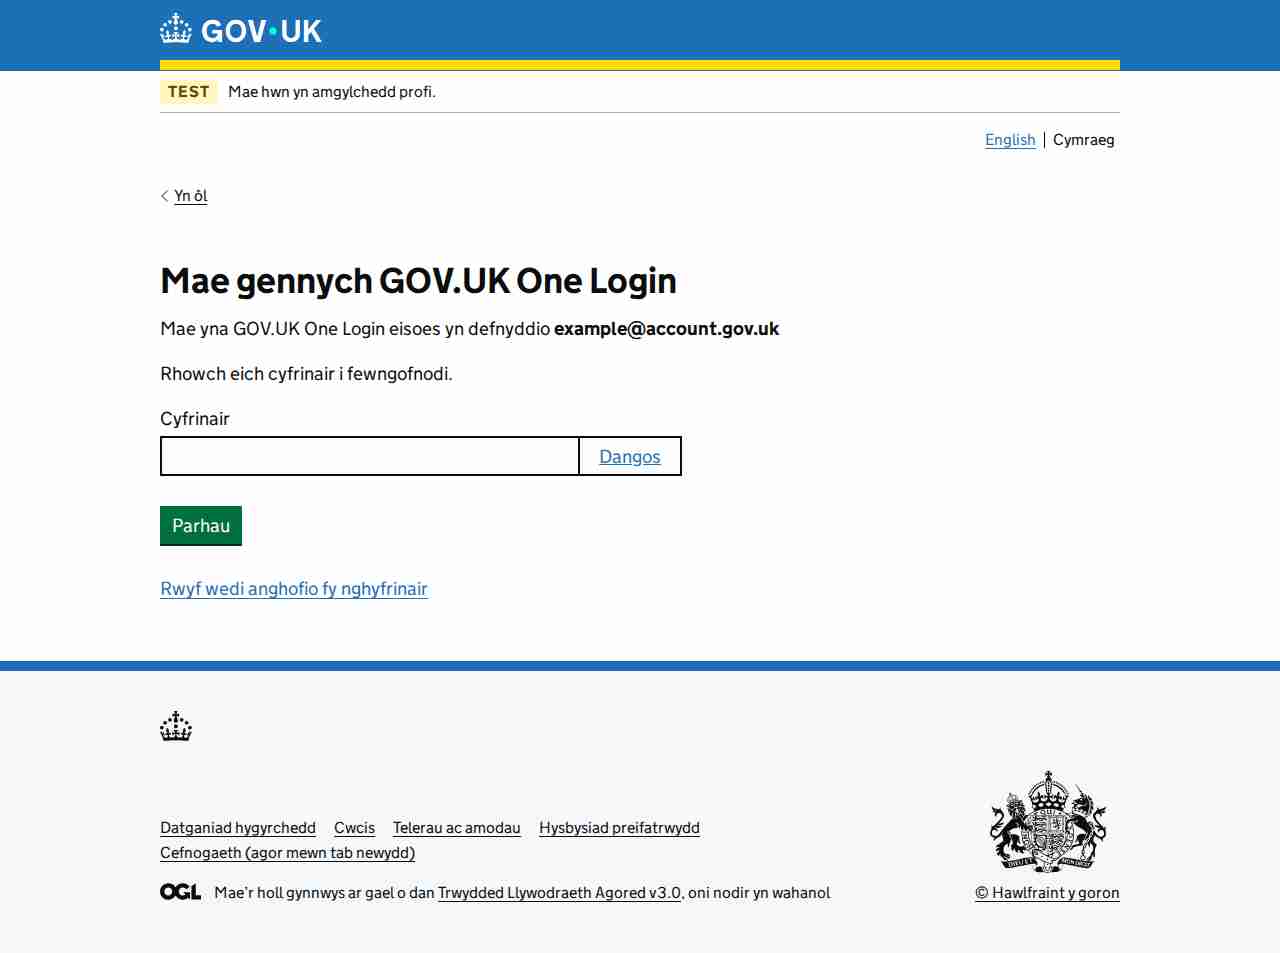 GOV·UK
TEST Mae hwn yn amgylchedd profi.
English Cymraeg
Yn ôl
Mae gennych GOV.UK One Login
Mae yna GOV.UK One Login eisoes yn defnyddio example@account.gov.uk
Rhowch eich cyfrinair i fewngofnodi.
Cyfrinair
Dangos
Parhau
Rwyf wedi anghofio fy nghyfrinair
Datganiad hygyrchedd Cwcis Telerau ac amodau Hysbysiad preifatrwydd
Cefnogaeth (agor mewn tab newydd)
OGL Mae'r holl gynnwys ar gael o dan Trwydded Llywodraeth Agored v3.0, oni nodir yn wahanol
© Hawlfraint y goron